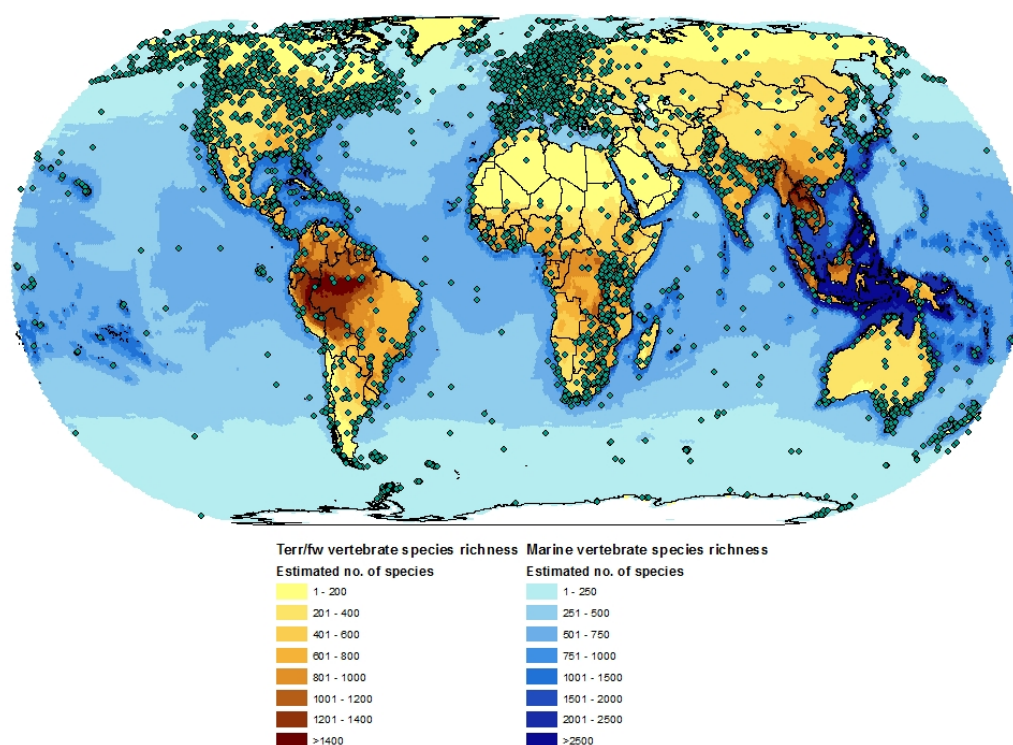 Terr/fw vertebrate species richness Marine vertebrate species richness
Estimated no. of species Estimated no. of species
1 - 200 1 - 250
201 - 400 251 - 500
401 - 600 501 - 750
601 - 800 751 - 1000
801 - 1000 1001 - 1500
1001 - 1200 1501 - 2000
1201 - 1400 2001 - 2500
>1400 >2500